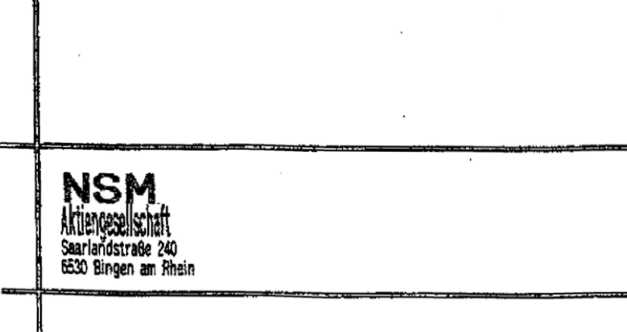 NSM
Aktiengesellschaft
Saarlandstraße 240
6530 Bingen am Rhein